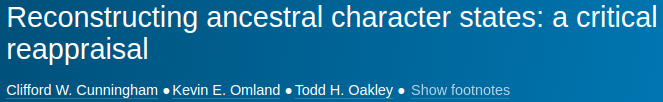 Reconstructing ancestral character states: a critical
reappraisal
Clifford W. Cunningham ●Kevin E. Omland ●Todd H. Oakley ● Show footnotes